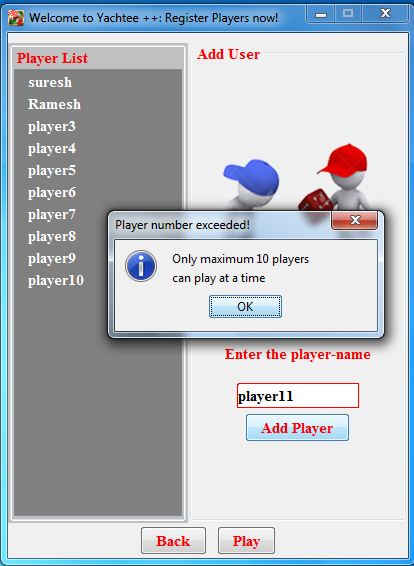 Welcome to Yachtee ++: Register Players now!
Player List
suresh
Ramesh
player3
player4
player5
player6
player7
player8
player9
player10
Add User
Player number exceeded!
Only maximum 10 players
can play at a time
OK
Enter the player-name
player11
Add Player
Back
Play